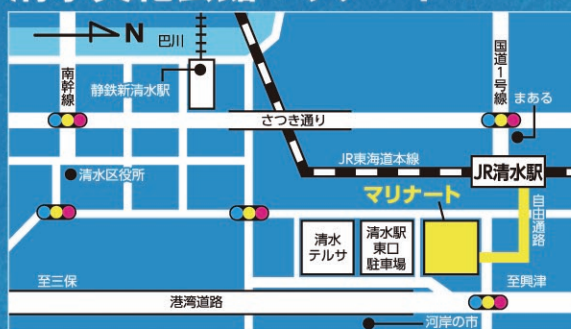 N
巴川
国道1号線
南幹線
静鉄新清水駅
まある
さつき通り
JR東海道本線
JR清水駅
清水区役所
マリナート
自由通路
清水
テルサ
清水駅
東口
駐車場
至三保
至興津
港湾道路
河岸の市